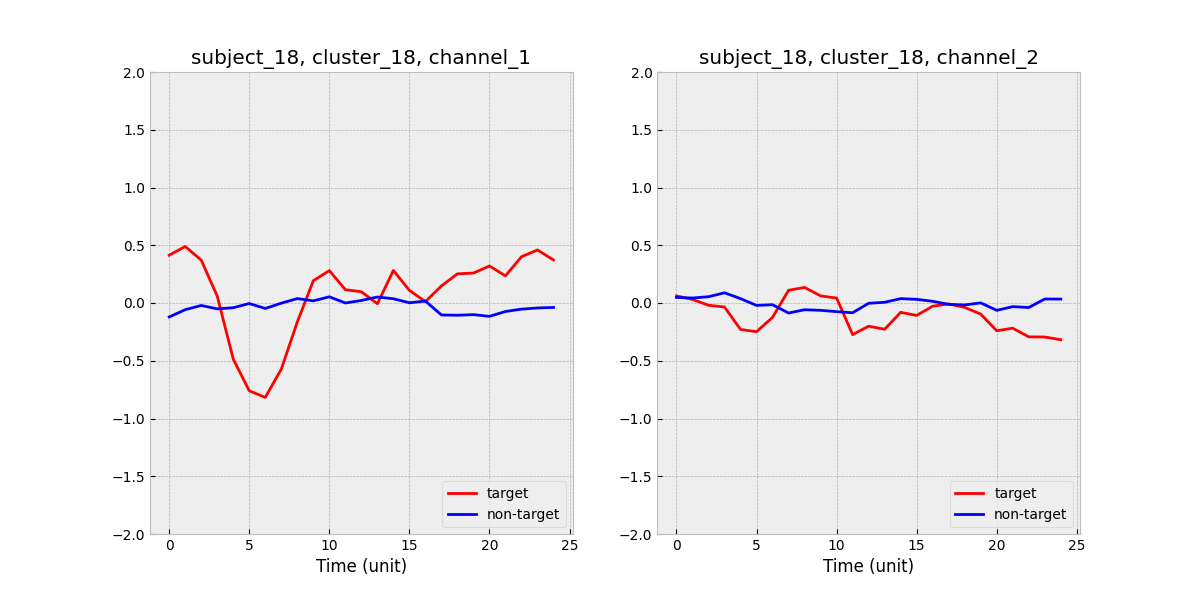 subject_18, cluster_18, channel_1
2.0
1.5
1.0
0.5
0.0
−0.5
−1.0
−1.5
−2.0
0 5 10 15 20 25
Time (unit)
target
non-target
subject_18, cluster_18, channel_2
2.0
1.5
1.0
0.5
0.0
−0.5
−1.0
−1.5
−2.0
0 5 10 15 20 25
Time (unit)
target
non-target